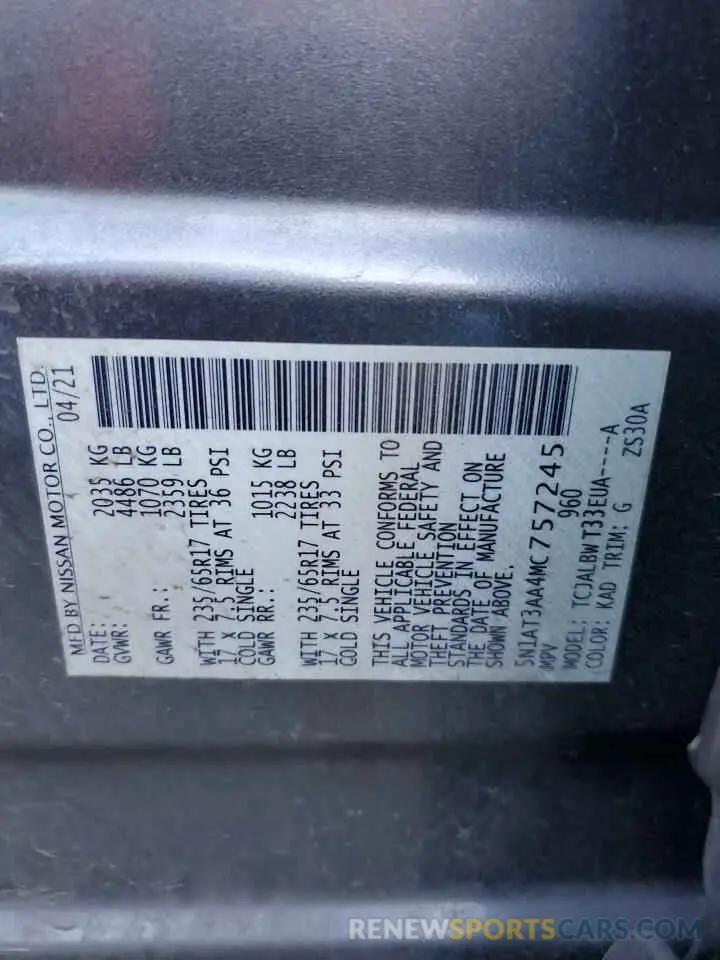 MFD BY NISSAN MOTOR CO., LTD.
DATE: 04/21
GVWR: 2035 KG
4486 LB
GAWR FR.: 1070 KG
2359 LB
WITH 235/65R17 TIRES
17 X 7.5 RIMS AT 36 PSI
COLD SINGLE
GAWR RR.: 1015 KG
2238 LB
WITH 235/65R17 TIRES
17 X 7.5 RIMS AT 33 PSI
COLD SINGLE
THIS VEHICLE CONFORMS TO
ALL APPLICABLE FEDERAL
MOTOR VEHICLE SAFETY AND
THEFT PREVENTION
STANDARDS IN EFFECT ON
THE DATE OF MANUFACTURE
SHOWN ABOVE.
5N1AT3AA4MC757245
MPV 960
MODEL: TCJALBWT33EUA----A
COLOR: KAD TRIM: G ZS30A
RENEWSPORTSCARS.COM